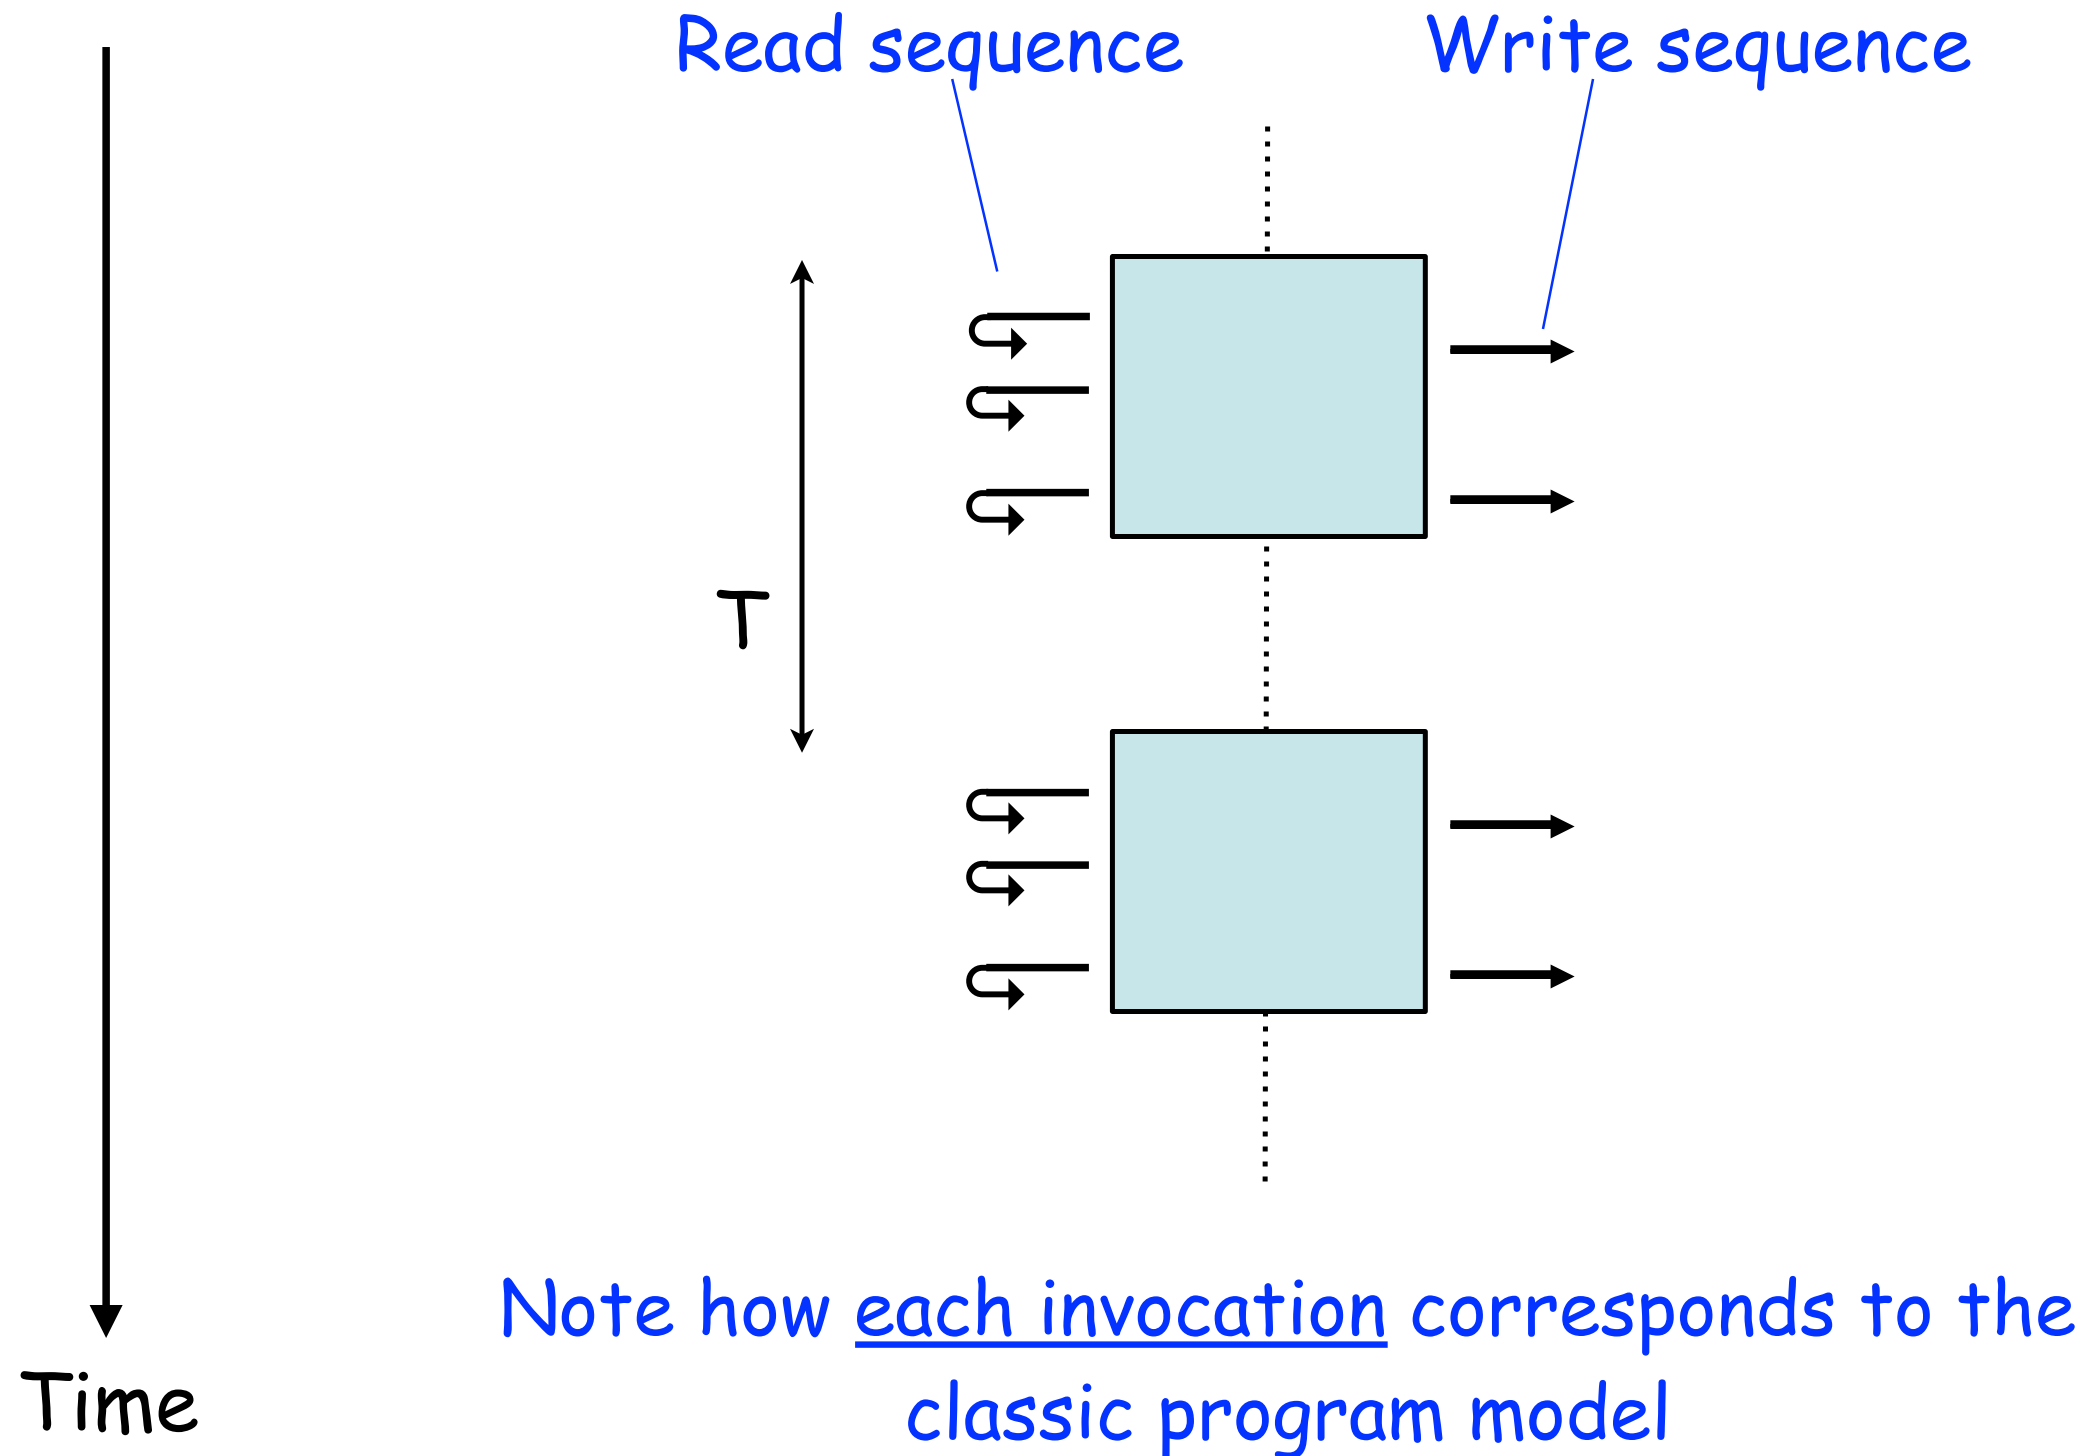 Read sequence
Write sequence
T
Note how each invocation corresponds to the
classic program model
Time